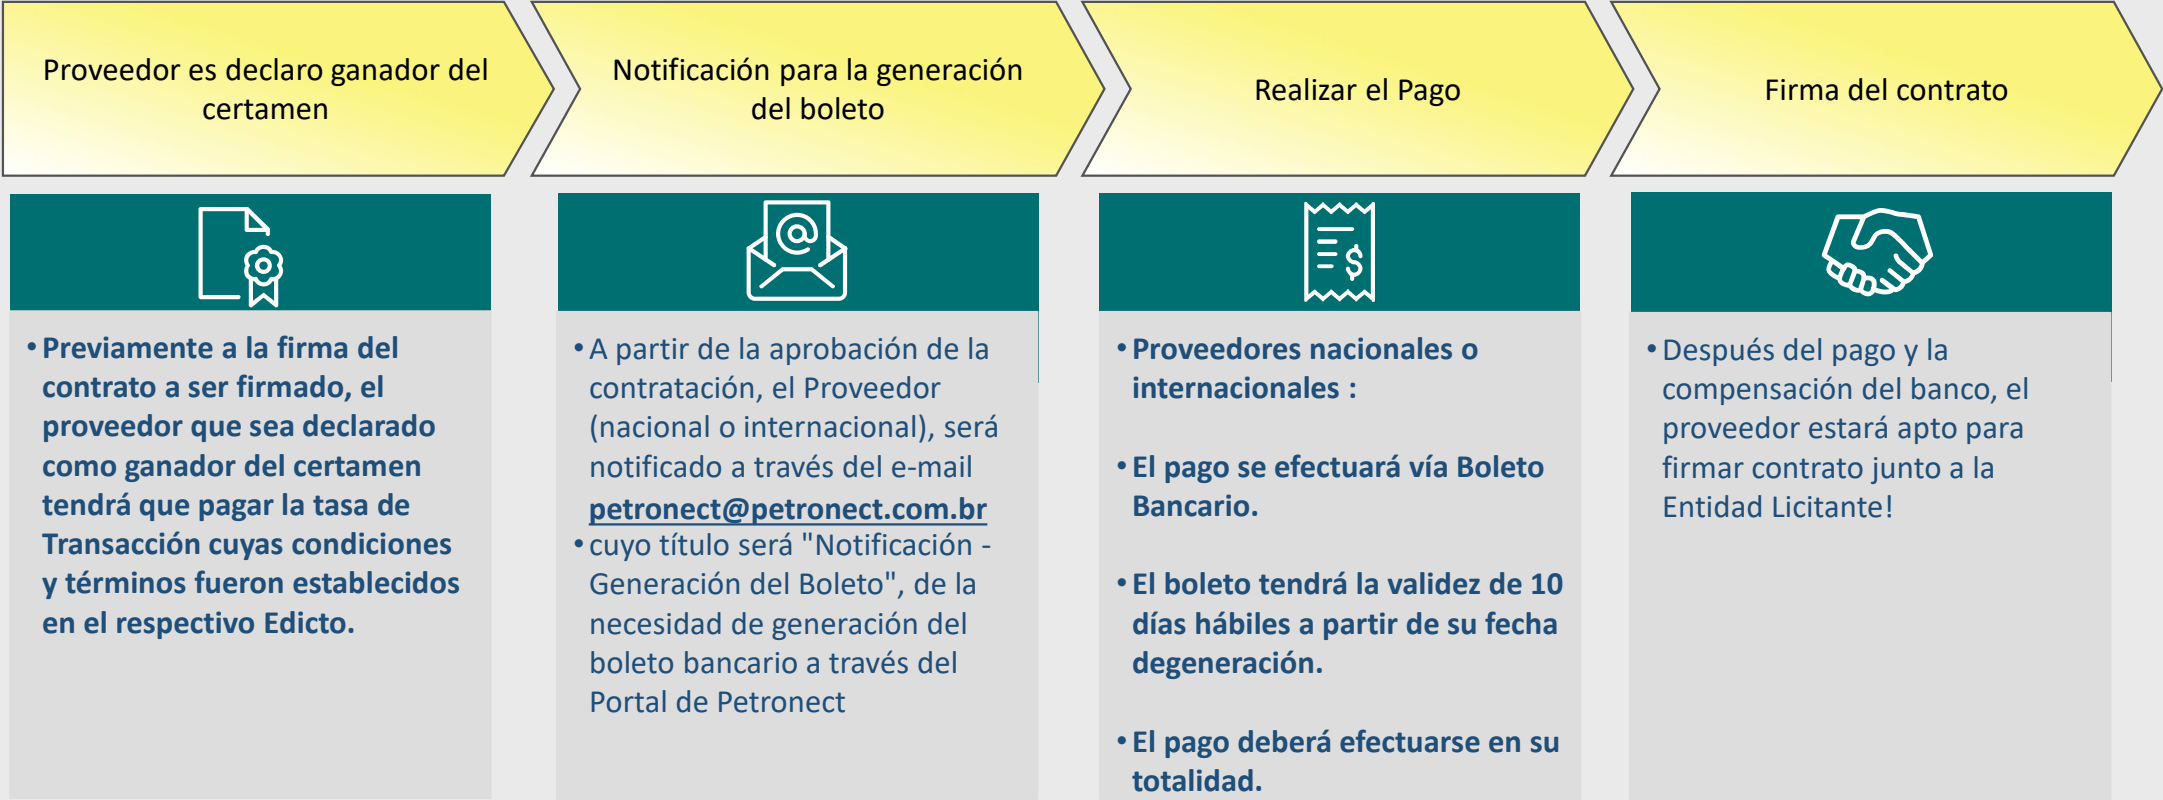 Proveedor es declaro ganador del
certamen
Notificación para la generación
del boleto
Realizar el Pago
Firma del contrato
• Previamente a la firma del
contrato a ser firmado, el
proveedor que sea declarado
como ganador del certamen
tendrá que pagar la tasa de
Transacción cuyas condiciones
y términos fueron establecidos
en el respectivo Edicto.
• A partir de la aprobación de la
contratación, el Proveedor
(nacional o internacional), será
notificado a través del e-mail
petronect@petronect.com.br
• cuyo título será "Notificación -
Generación del Boleto", de la
necesidad de generación del
boleto bancario a través del
Portal de Petronect
• Proveedores nacionales o
internacionales :
• El pago se efectuará vía Boleto
Bancario.
• El boleto tendrá la validez de 10
días hábiles a partir de su fecha
degeneración.
• El pago deberá efectuarse en su
totalidad.
• Después del pago y la
compensación del banco, el
proveedor estará apto para
firmar contrato junto a la
Entidad Licitante!